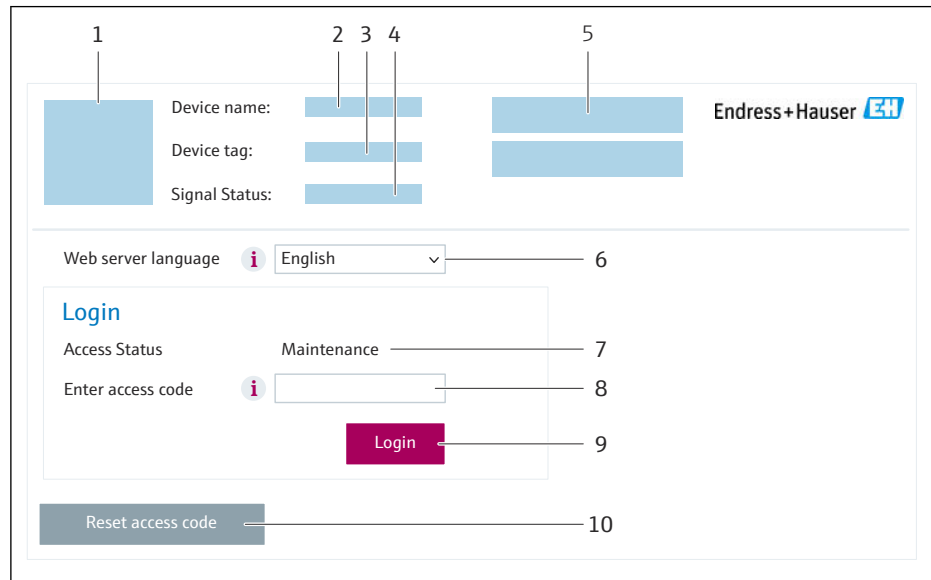 1 2 3 4 5
Device name:
Endress+Hauser EH
Device tag:
Signal Status:
Web server language i English 6
Login
Access Status Maintenance 7
Enter access code i 8
Login 9
Reset access code 10